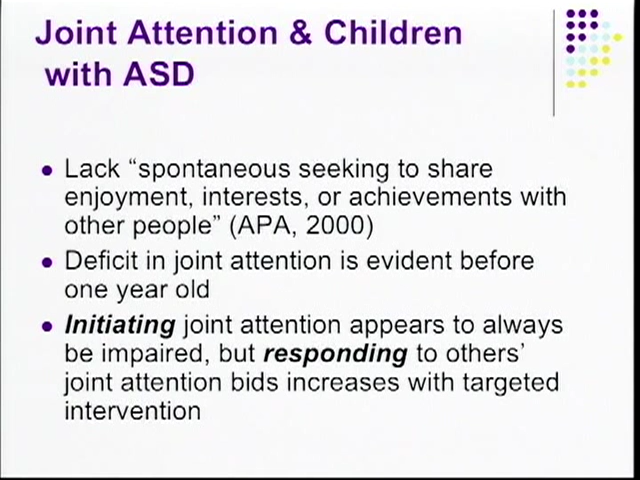 Joint Attention & Children
with ASD
● Lack “spontaneous seeking to share
enjoyment, interests, or achievements with
other people” (APA, 2000)
● Deficit in joint attention is evident before
one year old
● Initiating joint attention appears to always
be impaired, but responding to others’
joint attention bids increases with targeted
intervention